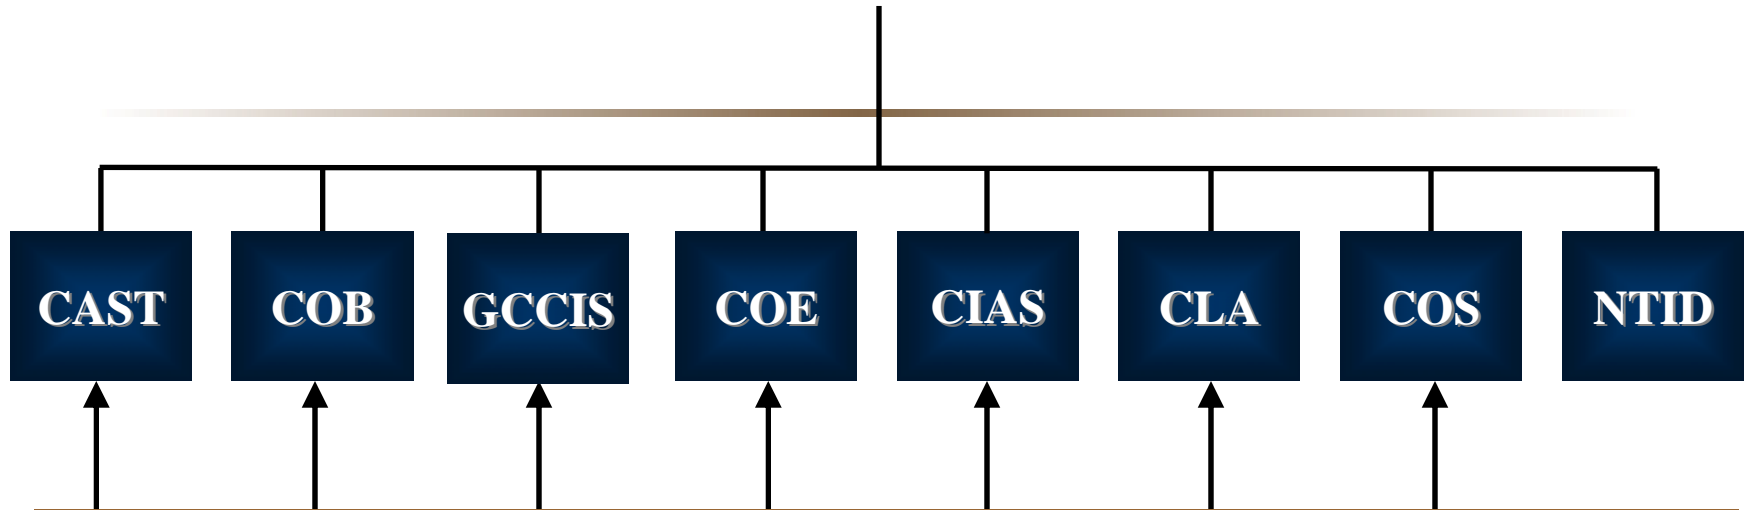 CAST
COB
GCCIS
COE
CIAS
CLA
COS
NTID